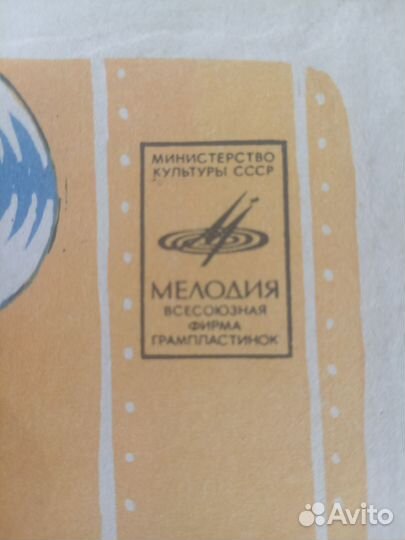 МИНИСТЕРСТВО
КУЛЬТУРЫ СССР
МЕЛОДИЯ
ВСЕСОЮЗНАЯ
ФИРМА
ГРАМПЛАСТИНОК
Avito